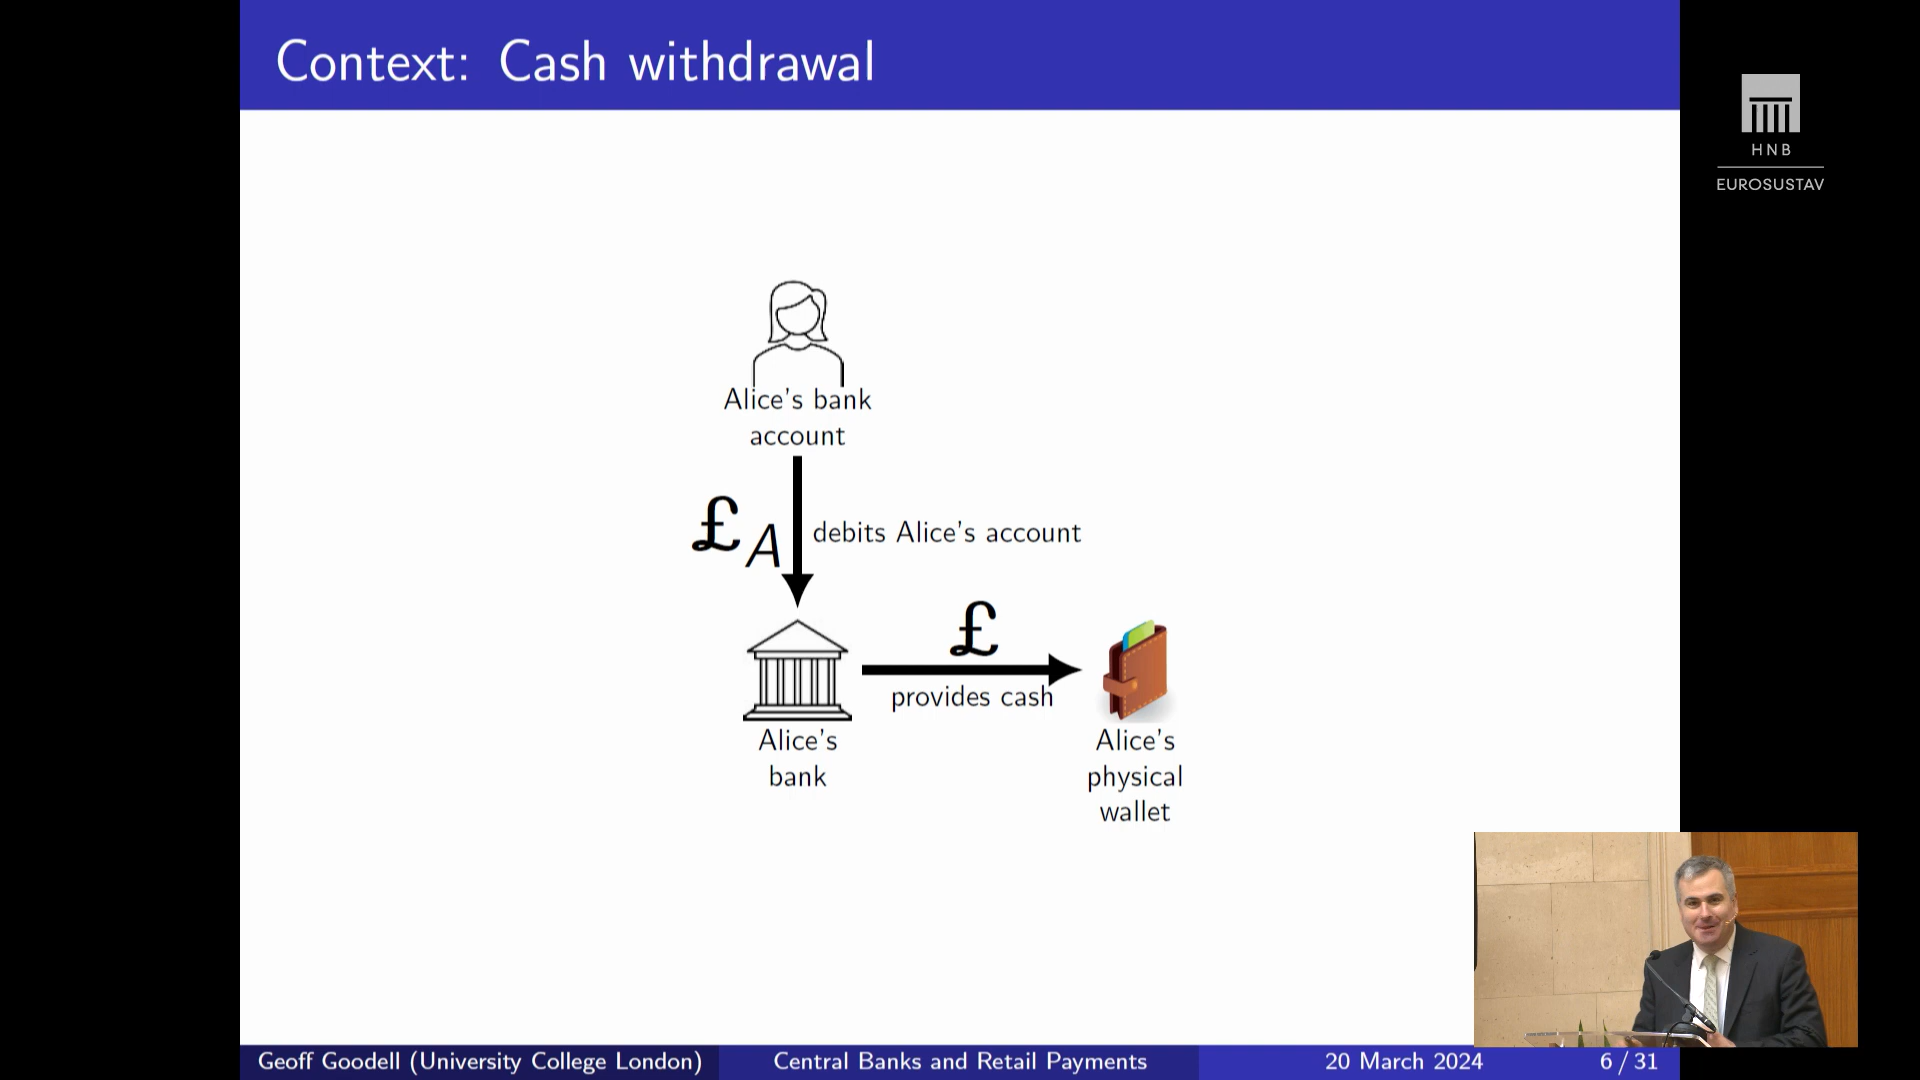 Context: Cash withdrawal
HNB
EUROSUSTAV
Alice's bank
account
£A
debits Alice's account
£
provides cash
Alice's
bank
Alice's
physical
wallet
Geoff Goodell (University College London)
Central Banks and Retail Payments
20 March 2024
6 / 31